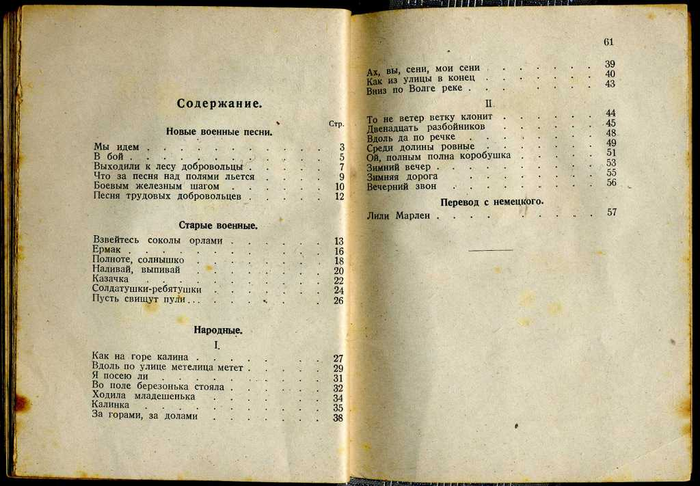 Содержание.
Стр.
Новые военные песни.
Мы идем . . . . . . . . . 3
В бой . . . . . . . . . . 5
Выходили к лесу добровольцы . . . . 7
Что за песня над полями льется . . . . 9
Боевым железным шагом . . . . . 10
Песня трудовых добровольцев . . . . 12
Старые военные.
Взвейтесь соколы орлами . . . . . 13
Ермак . . . . . . . . . . 16
Полноте, солнышко . . . . . . 18
Наливай, выпивай . . . . . . 20
Казачка . . . . . . . . . 22
Солдатушки-ребятушки . . . . . 24
Пусть свищут пули . . . . . . . 26
Народные.
I.
Как на горе калина . . . . . . 27
Вдоль по улице метелица метет . . . . 29
Я посею ли . . . . . . . . 31
Во поле березонька стояла . . . . . 32
Ходила младешенька . . . . . . 34
Калинка . . . . . . . . . 35
За горами, за долами . . . . . . 38
61
Ах, вы, сени, мои сени . . . . . . 39
Как из улицы в конец . . . . . . 40
Вниз по Волге реке . . . . . . . 43
II
То не ветер ветку клонит . . . . . 44
Двенадцать разбойников . . . . . 45
Вдоль да по речке . . . . . . . 48
Среди долины ровные . . . . . . 49
Ой, полным полна коробушка . . . . . 51
Зимний вечер . . . . . . . . 53
Зимняя дорога . . . . . . . . 55
Вечерний звон . . . . . . . . 56
Перевод с немецкого.
Лили Марлен . . . . . . . . 57